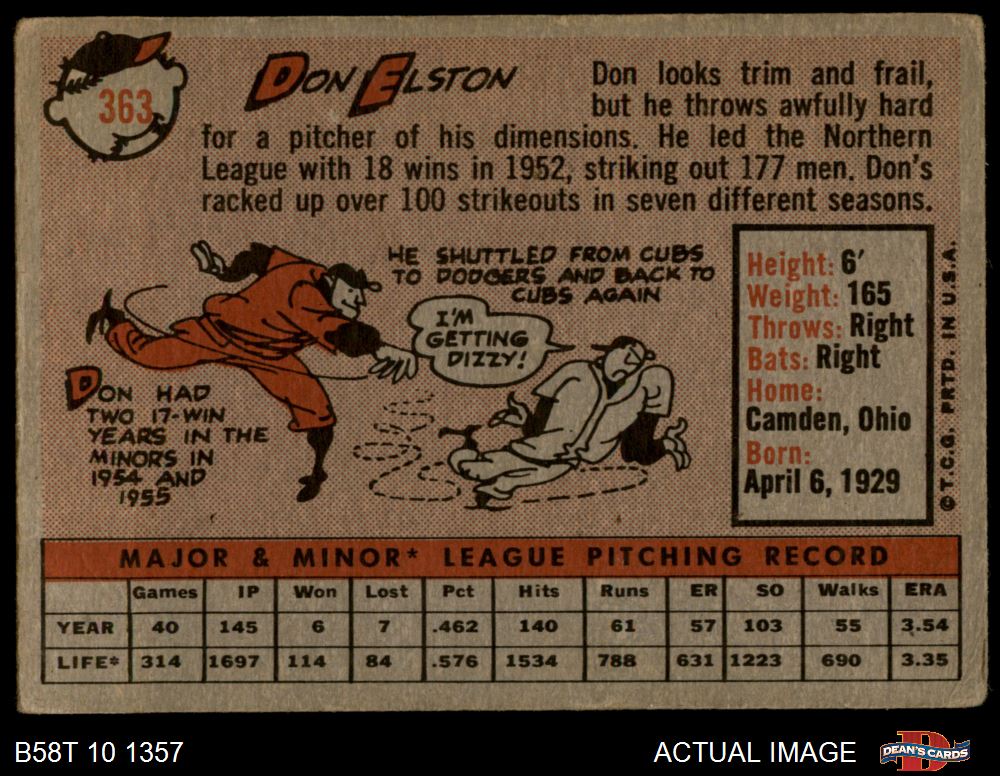 363
DON ELSTON
Don looks trim and frail,
but he throws awfully hard
for a pitcher of his dimensions. He led the Northern
League with 18 wins in 1952, striking out 177 men. Don's
racked up over 100 strikeouts in seven different seasons.
HE SHUTTLED FROM CUBS
TO DODGERS AND BACK TO
CUBS AGAIN
I'M
GETTING
DIZZY!
DON HAD
TWO 17-WIN
YEARS IN THE
MINORS IN
1954 AND
1955
Height: 6'
Weight: 165
Throws: Right
Bats: Right
Home:
Camden, Ohio
Born:
April 6, 1929
© T.C.G. PRTD. IN U.S.A.
MAJOR & MINOR* LEAGUE PITCHING RECORD
Games IP Won Lost Pct Hits Runs ER SO Walks ERA
YEAR 40 145 6 7 .462 140 61 57 103 55 3.54
LIFE* 314 1697 114 84 .576 1534 788 631 1223 690 3.35
B58T 10 1357
ACTUAL IMAGE
D
DEAN'S CARDS